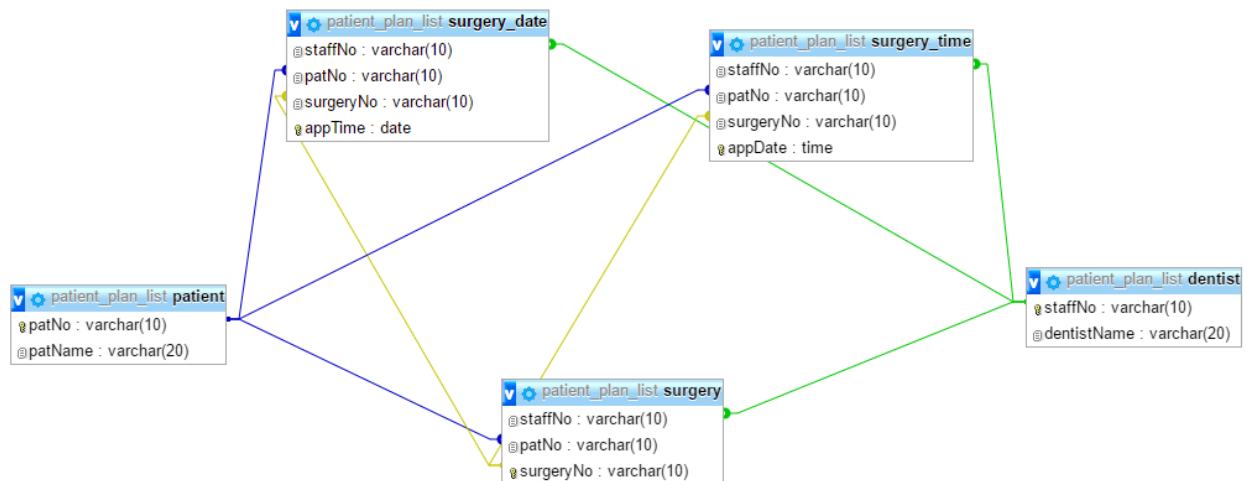 patient_plan_list surgery_date
staffNo : varchar(10)
patNo : varchar(10)
surgeryNo : varchar(10)
appTime : date
patient_plan_list surgery_time
staffNo : varchar(10)
patNo : varchar(10)
surgeryNo : varchar(10)
appDate : time
patient_plan_list patient
patNo : varchar(10)
patName : varchar(20)
patient_plan_list dentist
staffNo : varchar(10)
dentistName : varchar(20)
patient_plan_list surgery
staffNo : varchar(10)
patNo : varchar(10)
surgeryNo : varchar(10)